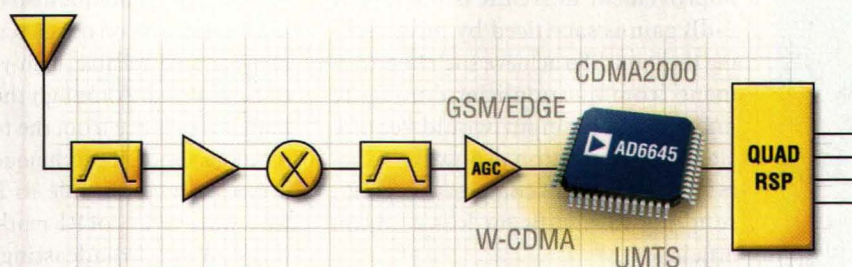 CDMA2000
GSM/EDGE
AGC
AD6645
QUAD
RSP
W-CDMA
UMTS